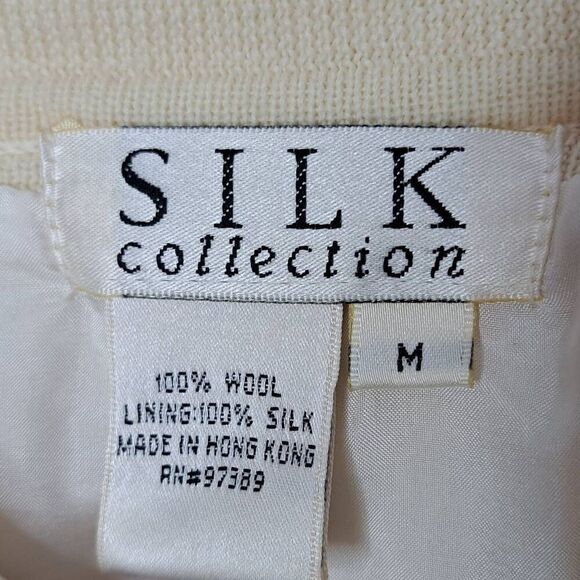 SILK
collection
M
100% WOOL
LINING:100% SILK
MADE IN HONG KONG
RN#97389